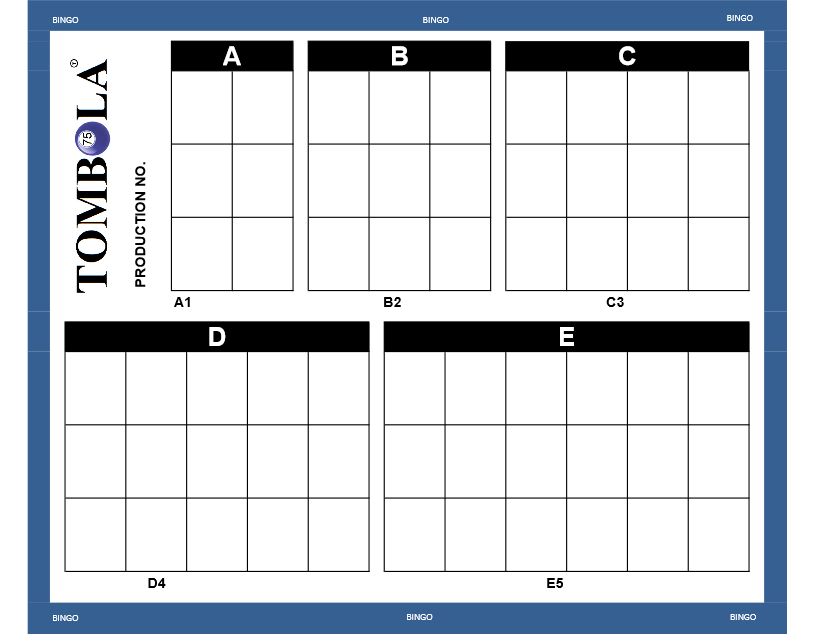 BINGO BINGO BINGO
TOMBOLA®
75
PRODUCTION NO.
A B C
A1 B2 C3
D E
D4 E5
BINGO BINGO BINGO